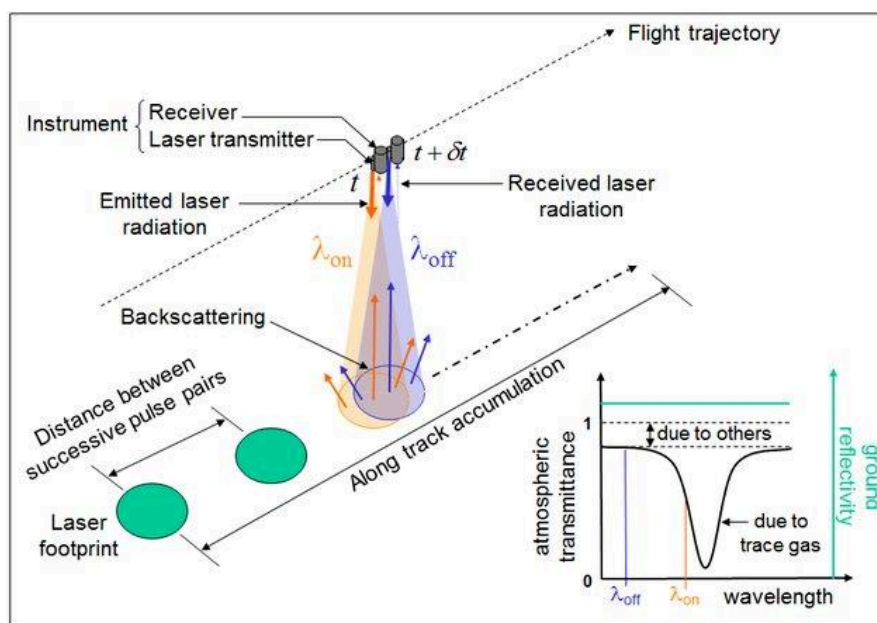 Flight trajectory
Instrument { Receiver
Laser transmitter
t
t + δt
Emitted laser
radiation
Received laser
radiation
λon
λoff
Backscattering
Distance between
successive pulse pairs
Along track accumulation
Laser
footprint
1
due to others
due to
trace gas
0
atmospheric
transmittance
ground
reflectivity
λoff
λon
wavelength